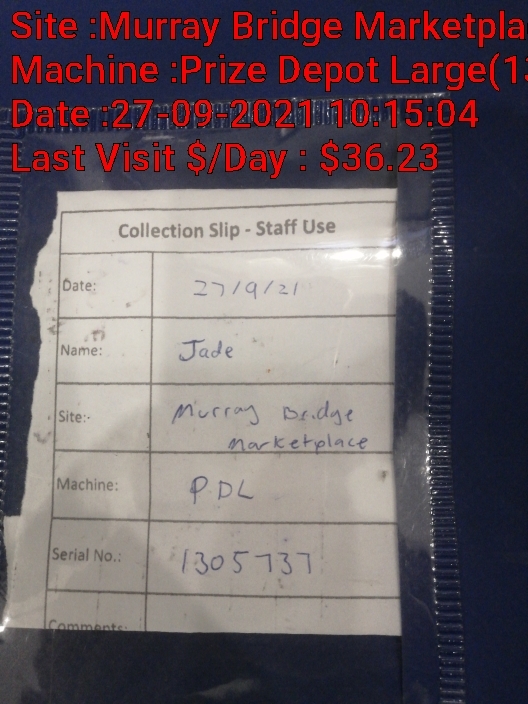 Site :Murray Bridge Marketpla
Machine :Prize Depot Large(13
Date :27-09-2021 10:15:04
Last Visit $/Day : $36.23
Collection Slip - Staff Use
Date: 27/9/21
Name: Jade
Site:- Murray Bridge
Marketplace
Machine: PDL
Serial No.: 1305737
Comments: